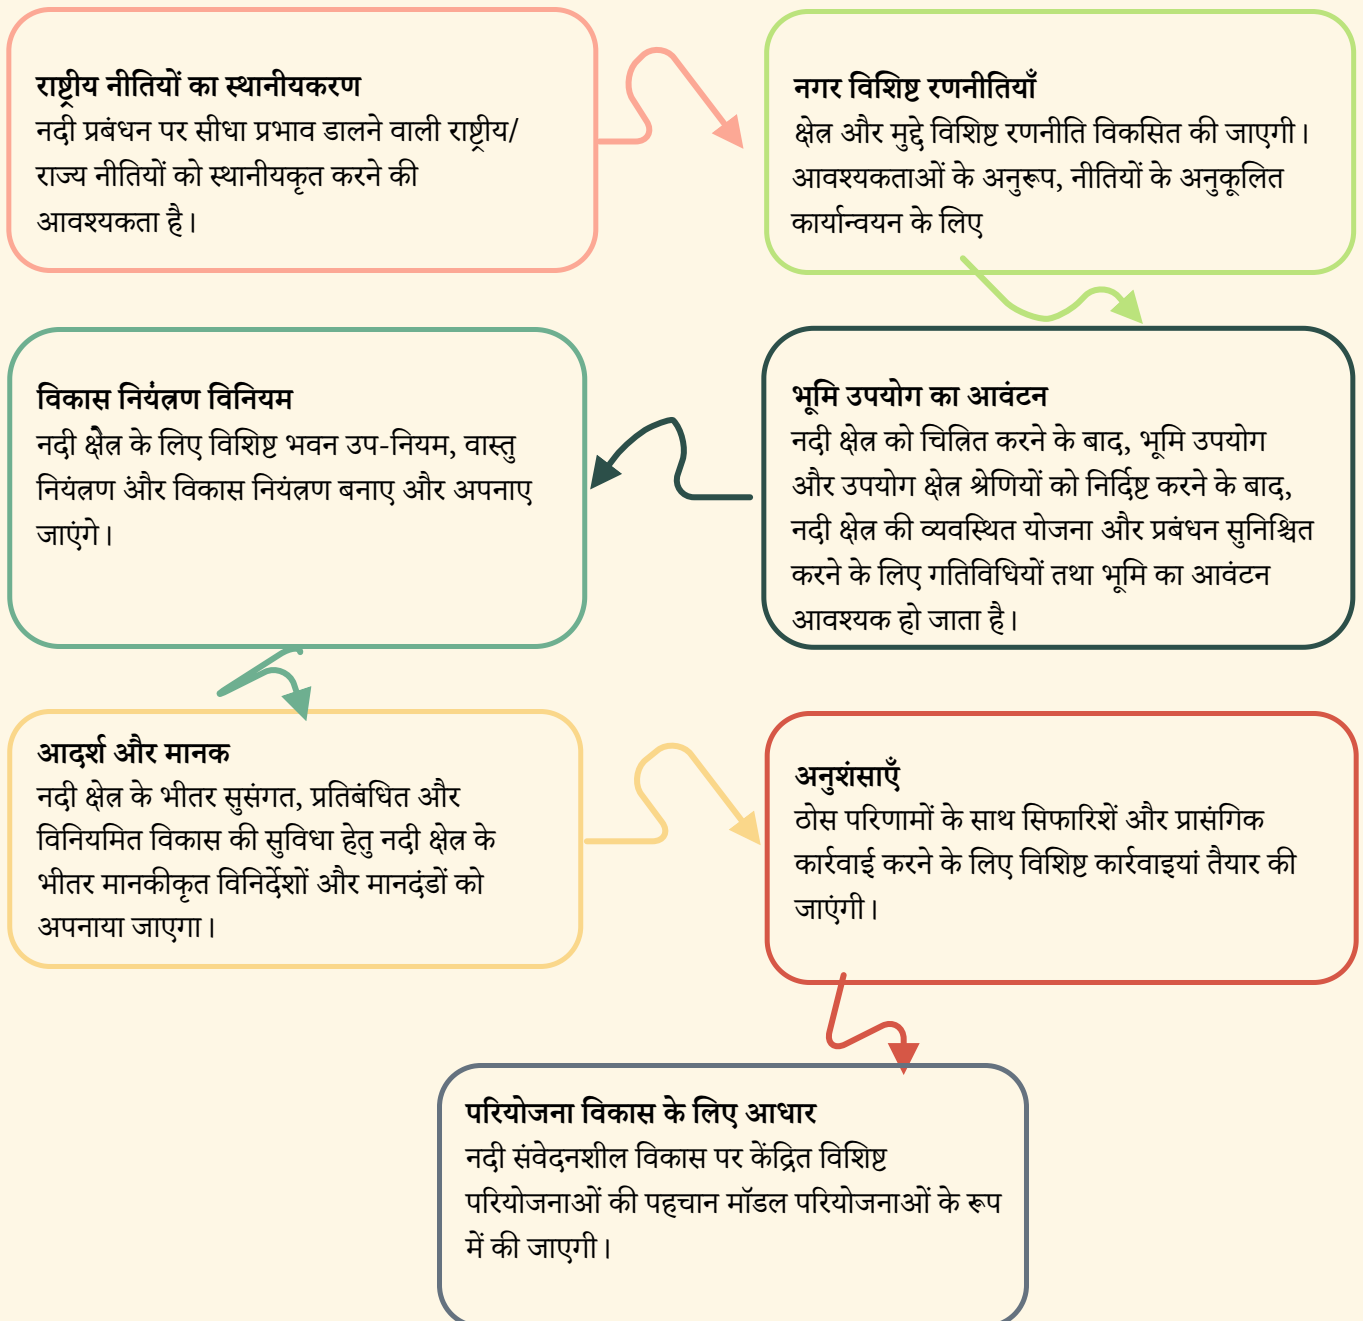 राष्ट्रीय नीतियों का स्थानीयकरण
नदी प्रबंधन पर सीधा प्रभाव डालने वाली राष्ट्रीय/
राज्य नीतियों को स्थानीयकृत करने की
आवश्यकता है।
नगर विशिष्ट रणनीतियाँ
क्षेत्र और मुद्दे विशिष्ट रणनीति विकसित की जाएगी।
आवश्यकताओं के अनुरूप, नीतियों के अनुकूलित
कार्यान्वयन के लिए
भूमि उपयोग का आवंटन
नदी क्षेत्र को चित्रित करने के बाद, भूमि उपयोग
और उपयोग क्षेत्र श्रेणियों को निर्दिष्ट करने के बाद,
नदी क्षेत्र की व्यवस्थित योजना और प्रबंधन सुनिश्चित
करने के लिए गतिविधियों तथा भूमि का आवंटन
आवश्यक हो जाता है।
विकास नियंत्रण विनियम
नदी क्षेत्र के लिए विशिष्ट भवन उप-नियम, वास्तु
नियंत्रण और विकास नियंत्रण बनाए और अपनाए
जाएंगे।
आदर्श और मानक
नदी क्षेत्र के भीतर सुसंगत, प्रतिबंधित और
विनियमित विकास की सुविधा हेतु नदी क्षेत्र के
भीतर मानकीकृत विनिर्देशों और मानदंडों को
अपनाया जाएगा।
अनुशंसाएँ
ठोस परिणामों के साथ सिफारिशें और प्रासंगिक
कार्रवाई करने के लिए विशिष्ट कार्रवाइयां तैयार की
जाएंगी।
परियोजना विकास के लिए आधार
नदी संवेदनशील विकास पर केंद्रित विशिष्ट
परियोजनाओं की पहचान मॉडल परियोजनाओं के रूप
में की जाएगी।